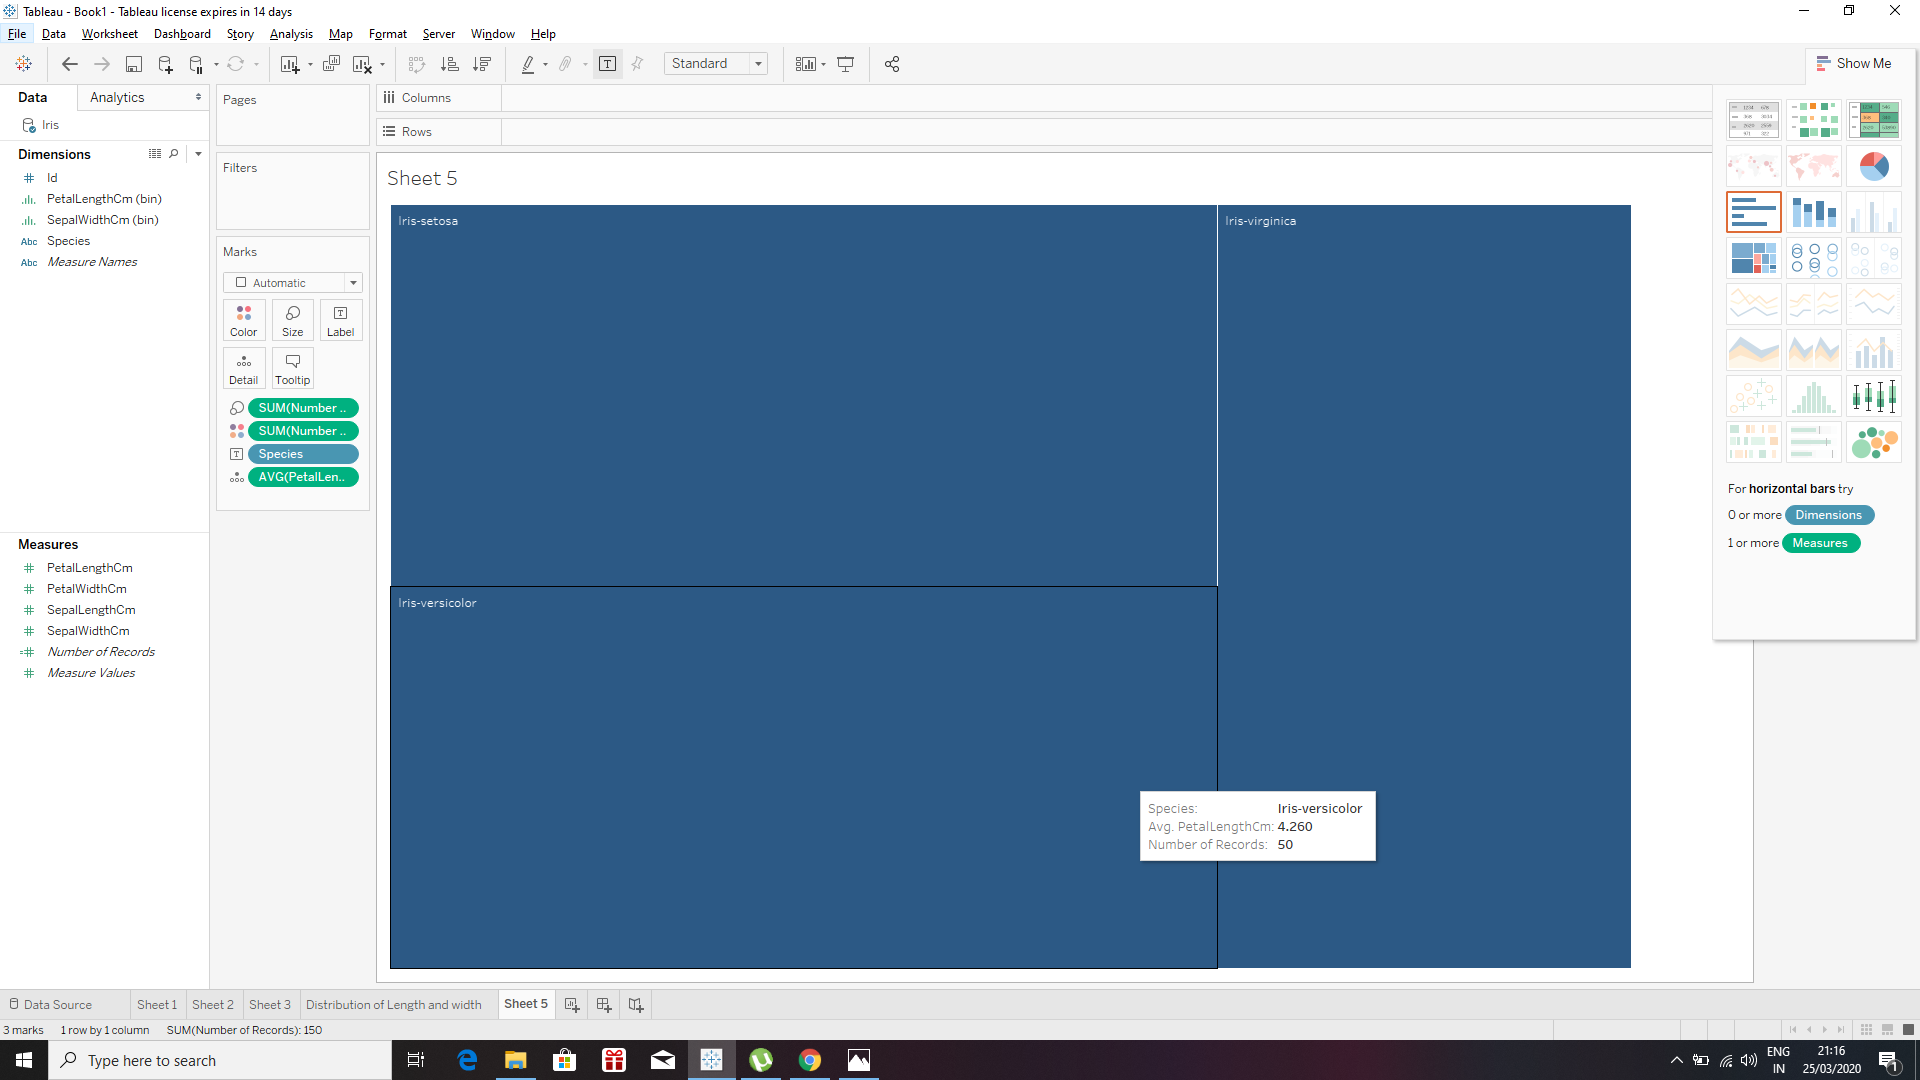 Tableau - Book1 - Tableau license expires in 14 days
File Data Worksheet Dashboard Story Analysis Map Format Server Window Help
Standard
Show Me
Data Analytics
Iris
Dimensions
Id
PetalLengthCm (bin)
SepalWidthCm (bin)
Abc Species
Abc Measure Names
Measures
PetalLengthCm
PetalWidthCm
SepalLengthCm
SepalWidthCm
Number of Records
Measure Values
Pages
Filters
Marks
Automatic
Color Size Label
Detail Tooltip
SUM(Number ..
SUM(Number ..
Species
AVG(PetalLen..
Columns
Rows
Sheet 5
Iris-setosa
Iris-virginica
Iris-versicolor
Species: Iris-versicolor
Avg. PetalLengthCm: 4.260
Number of Records: 50
For horizontal bars try
0 or more Dimensions
1 or more Measures
Data Source Sheet 1 Sheet 2 Sheet 3 Distribution of Length and width Sheet 5
3 marks 1 row by 1 column SUM(Number of Records): 150
Type here to search
ENG
IN
21:16
25/03/2020
1